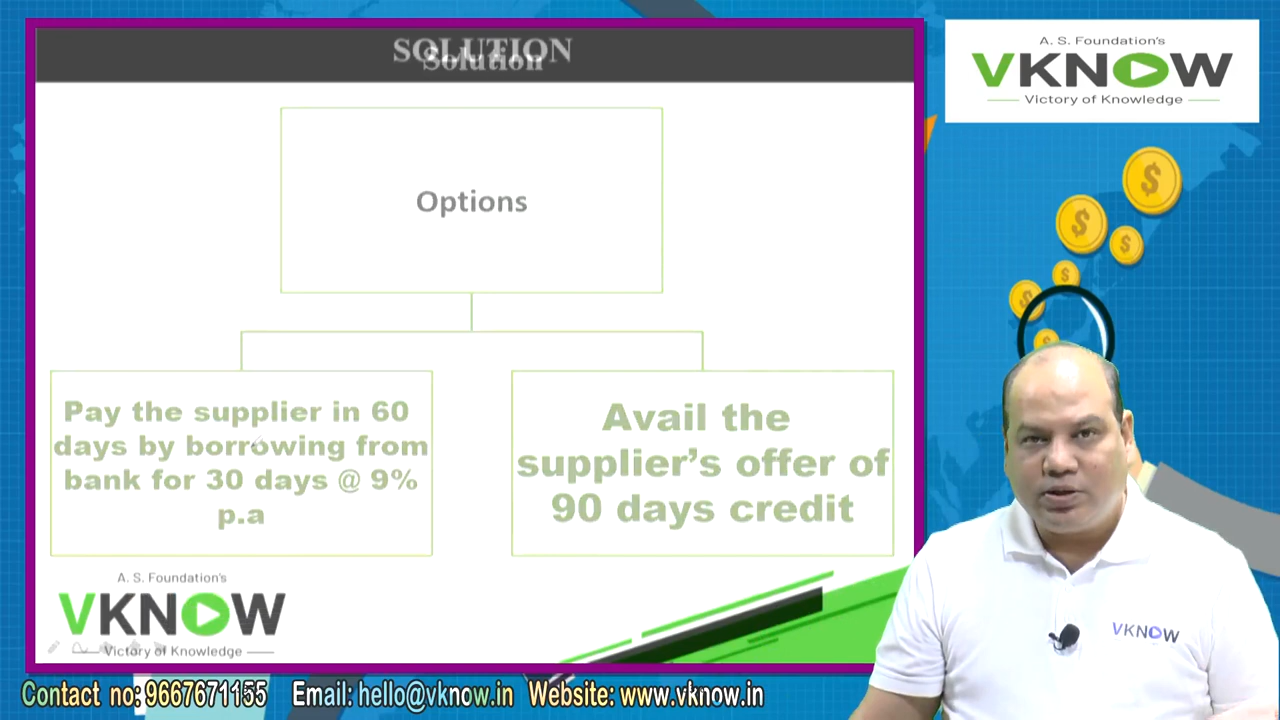 SOLUTION
Solution
A. S. Foundation's
VKNOW
Victory of Knowledge
Options
Pay the supplier in 60
days by borrowing from
bank for 30 days @ 9%
p.a
Avail the
supplier’s offer of
90 days credit
A. S. Foundation's
VKNOW
Victory of Knowledge
VKNOW
Contact no: 9667671155 Email: hello@vknow.in Website: www.vknow.in